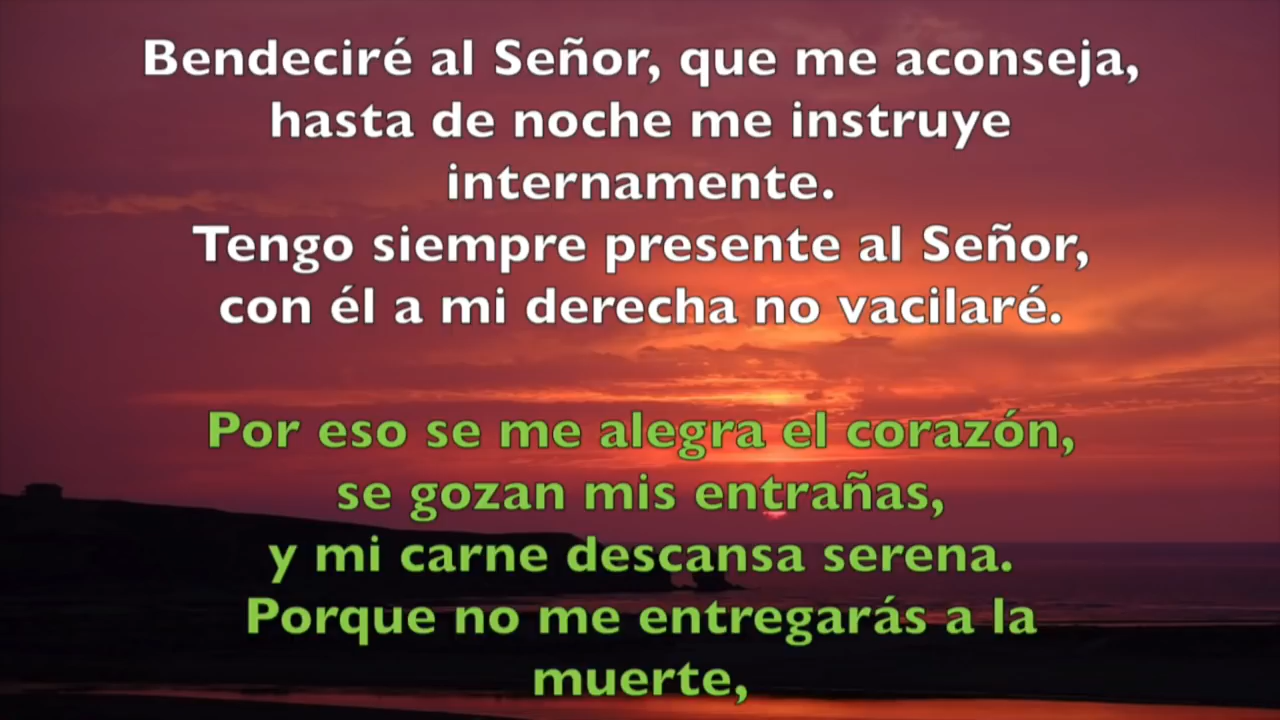 Bendeciré al Señor, que me aconseja,
hasta de noche me instruye
internamente.
Tengo siempre presente al Señor,
con él a mi derecha no vacilaré.
Por eso se me alegra el corazón,
se gozan mis entrañas,
y mi carne descansa serena.
Porque no me entregarás a la
muerte,